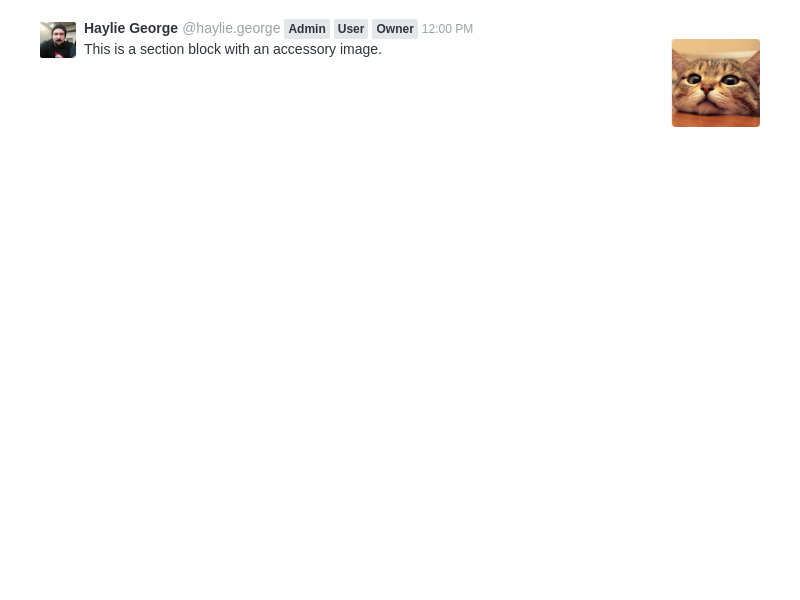 Haylie George @haylie.george Admin User Owner 12:00 PM
This is a section block with an accessory image.